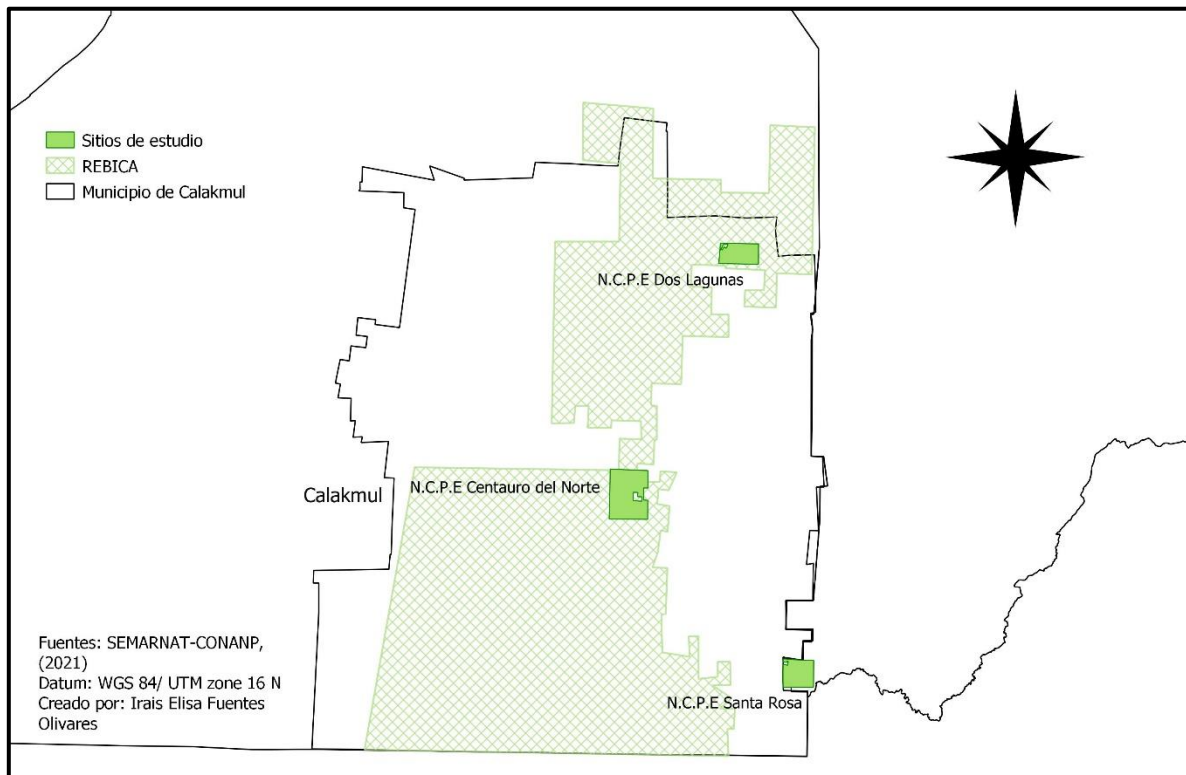 Sitios de estudio
REBICA
Municipio de Calakmul
N.C.P.E Dos Lagunas
N.C.P.E Centauro del Norte
Calakmul
Fuentes: SEMARNAT-CONANP,
(2021)
Datum: WGS 84/ UTM zone 16 N
Creado por: Irais Elisa Fuentes
Olivares
N.C.P.E Santa Rosa